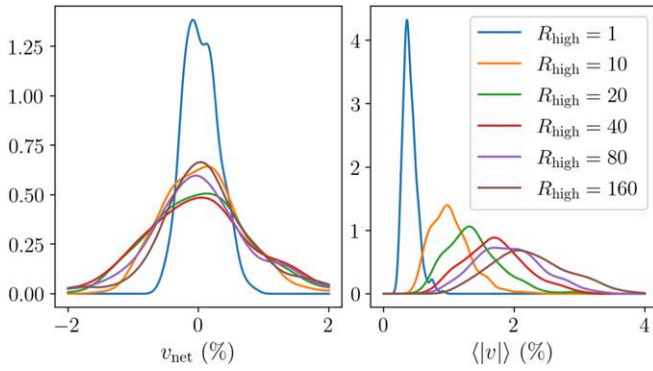 1.25
1.00
0.75
0.50
0.25
0.00
−2 0 2
v_net (%)
4
3
2
1
0
0 2 4
⟨|v|⟩ (%)
R_high = 1
R_high = 10
R_high = 20
R_high = 40
R_high = 80
R_high = 160